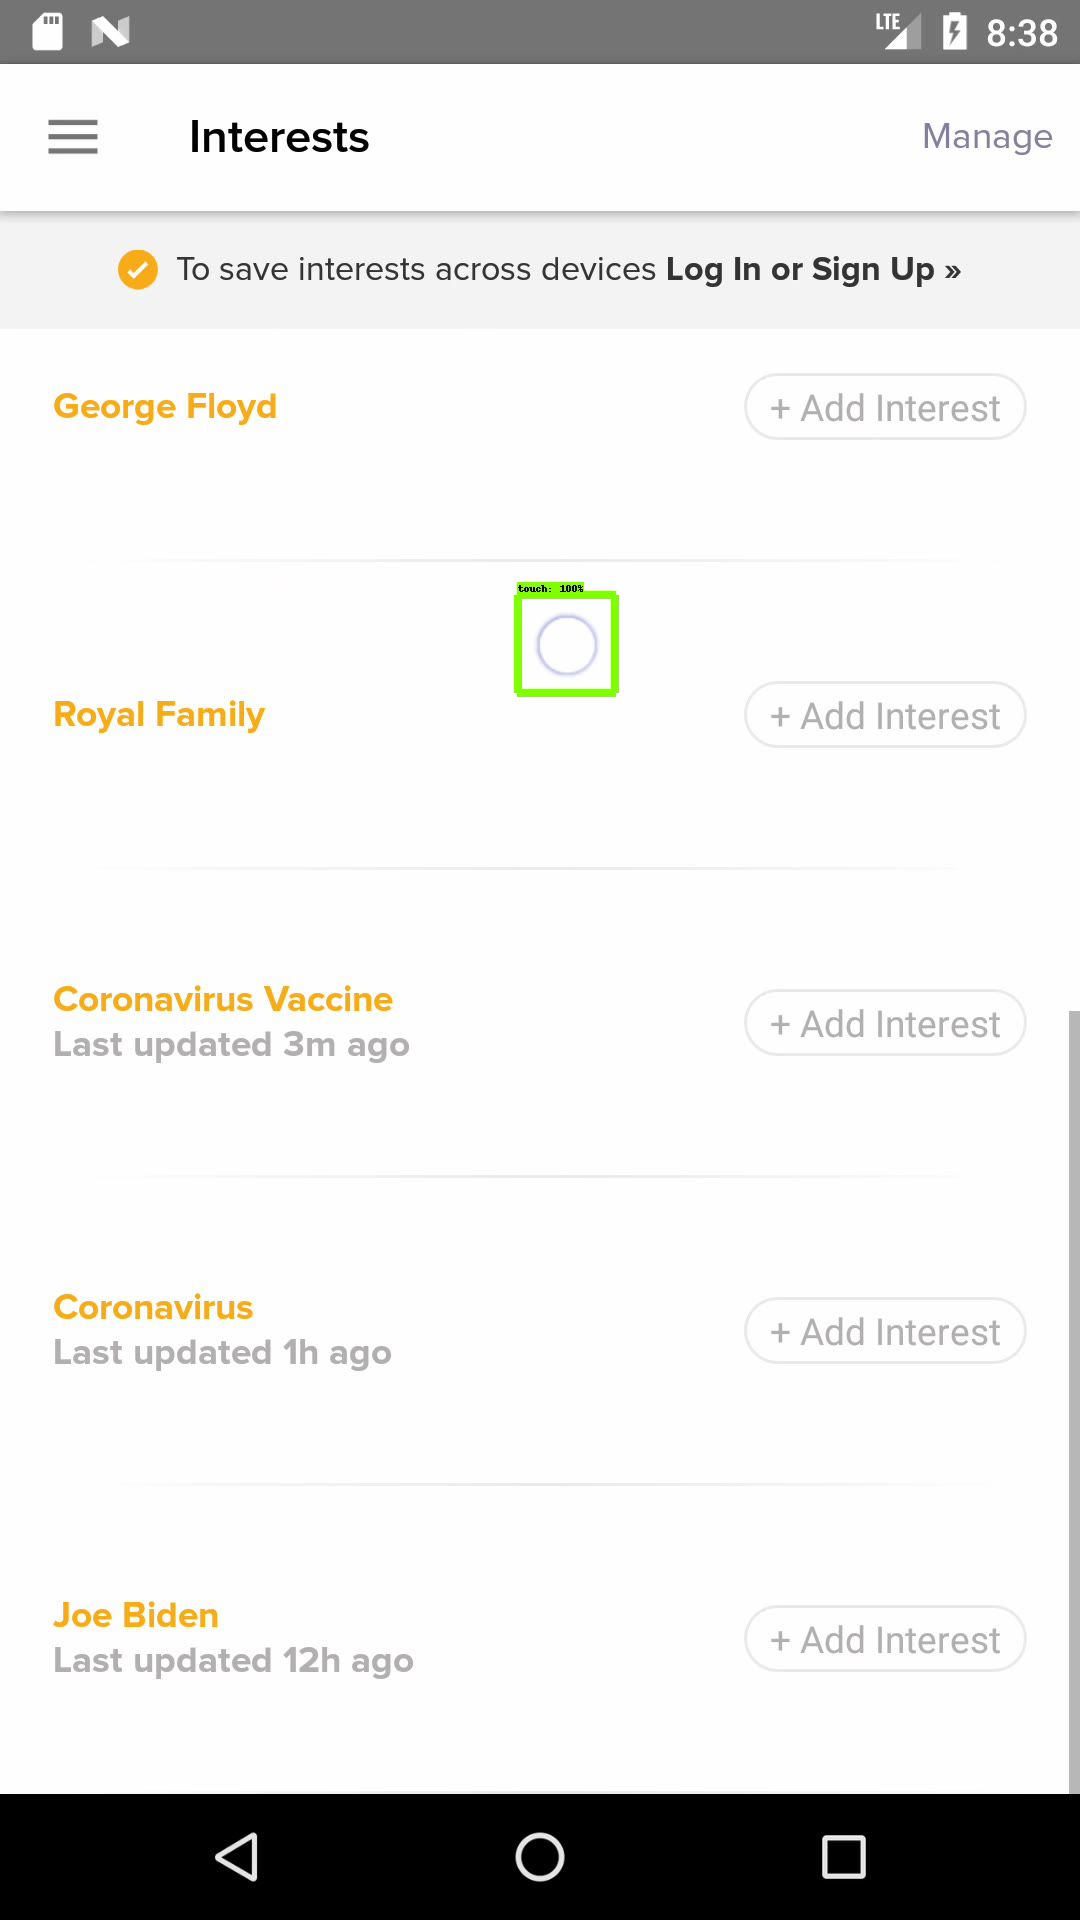 LTE 8:38
Interests Manage
To save interests across devices Log In or Sign Up »
George Floyd + Add Interest
touch: 100%
Royal Family + Add Interest
Coronavirus Vaccine
Last updated 3m ago + Add Interest
Coronavirus
Last updated 1h ago + Add Interest
Joe Biden
Last updated 12h ago + Add Interest